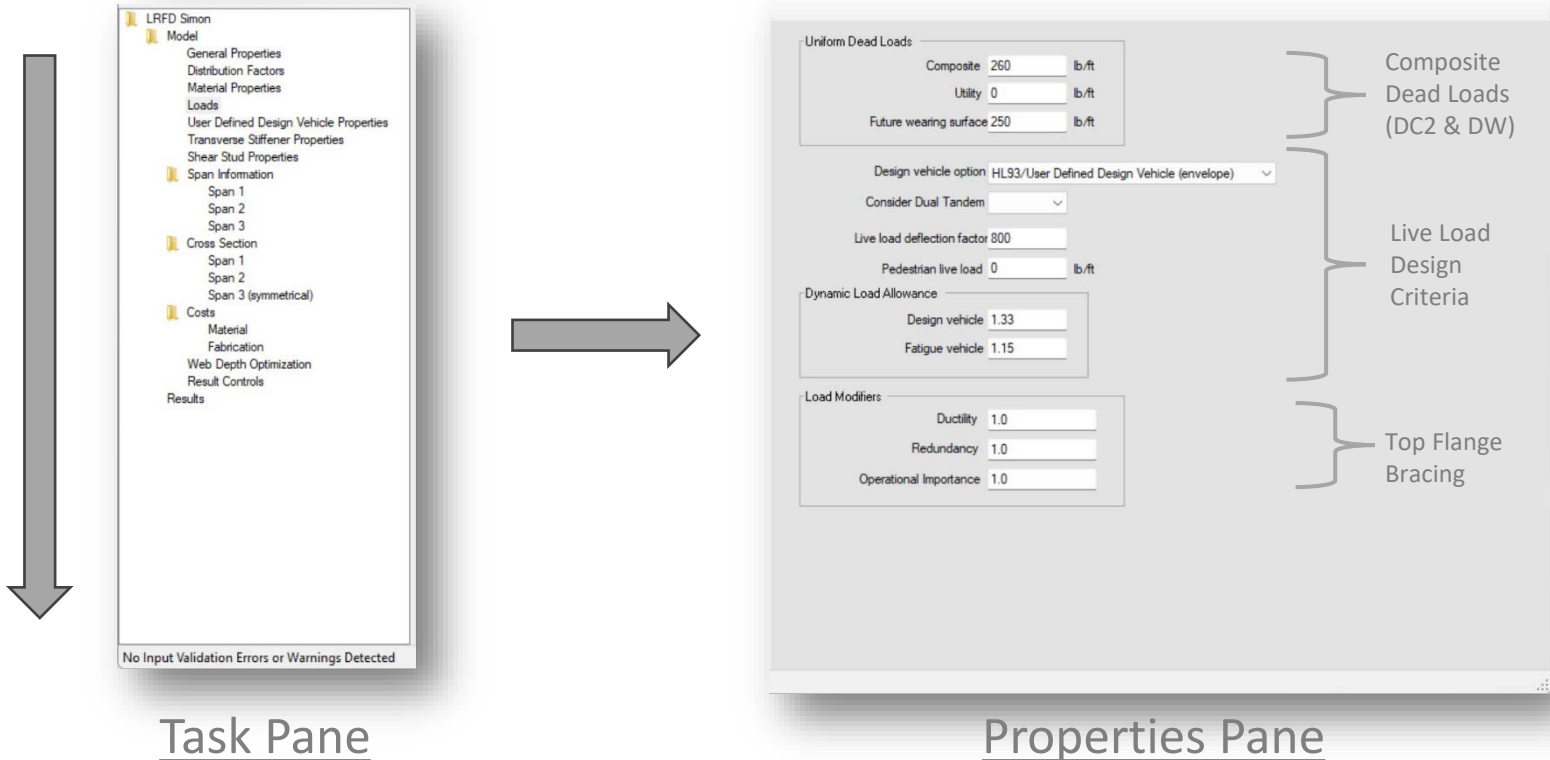 LRFD Simon
Model
General Properties
Distribution Factors
Material Properties
Loads
User Defined Design Vehicle Properties
Transverse Stiffener Properties
Shear Stud Properties
Span Information
Span 1
Span 2
Span 3
Cross Section
Span 1
Span 2
Span 3 (symmetrical)
Costs
Material
Fabrication
Web Depth Optimization
Result Controls
Results
No Input Validation Errors or Warnings Detected
Task Pane
Uniform Dead Loads
Composite 260 lb/ft
Utility 0 lb/ft
Future wearing surface 250 lb/ft
Design vehicle option HL93/User Defined Design Vehicle (envelope)
Consider Dual Tandem
Live load deflection factor 800
Pedestrian live load 0 lb/ft
Dynamic Load Allowance
Design vehicle 1.33
Fatigue vehicle 1.15
Load Modifiers
Ductility 1.0
Redundancy 1.0
Operational Importance 1.0
Composite
Dead Loads
(DC2 & DW)
Live Load
Design
Criteria
Top Flange
Bracing
Properties Pane